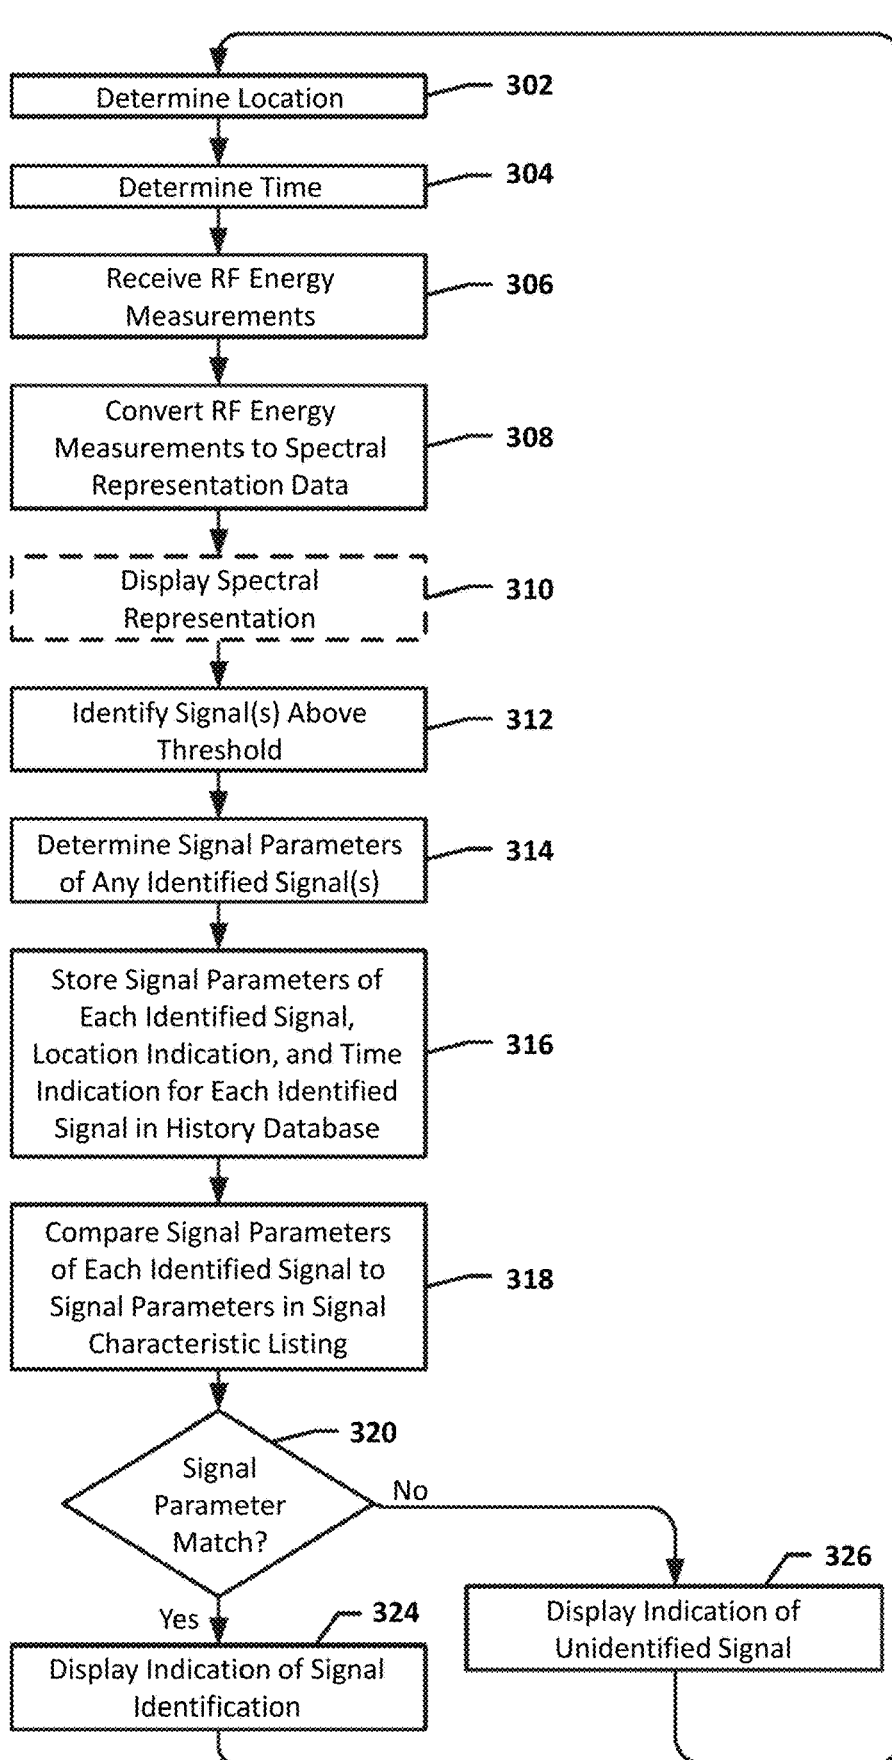 Determine Location
302
Determine Time
304
Receive RF Energy
Measurements
306
Convert RF Energy
Measurements to Spectral
Representation Data
308
Display Spectral
Representation
310
Identify Signal(s) Above
Threshold
312
Determine Signal Parameters
of Any Identified Signal(s)
314
Store Signal Parameters of
Each Identified Signal,
Location Indication, and Time
Indication for Each Identified
Signal in History Database
316
Compare Signal Parameters
of Each Identified Signal to
Signal Parameters in Signal
Characteristic Listing
318
320
Signal
Parameter
Match?
No
326
Display Indication of
Unidentified Signal
Yes
324
Display Indication of Signal
Identification